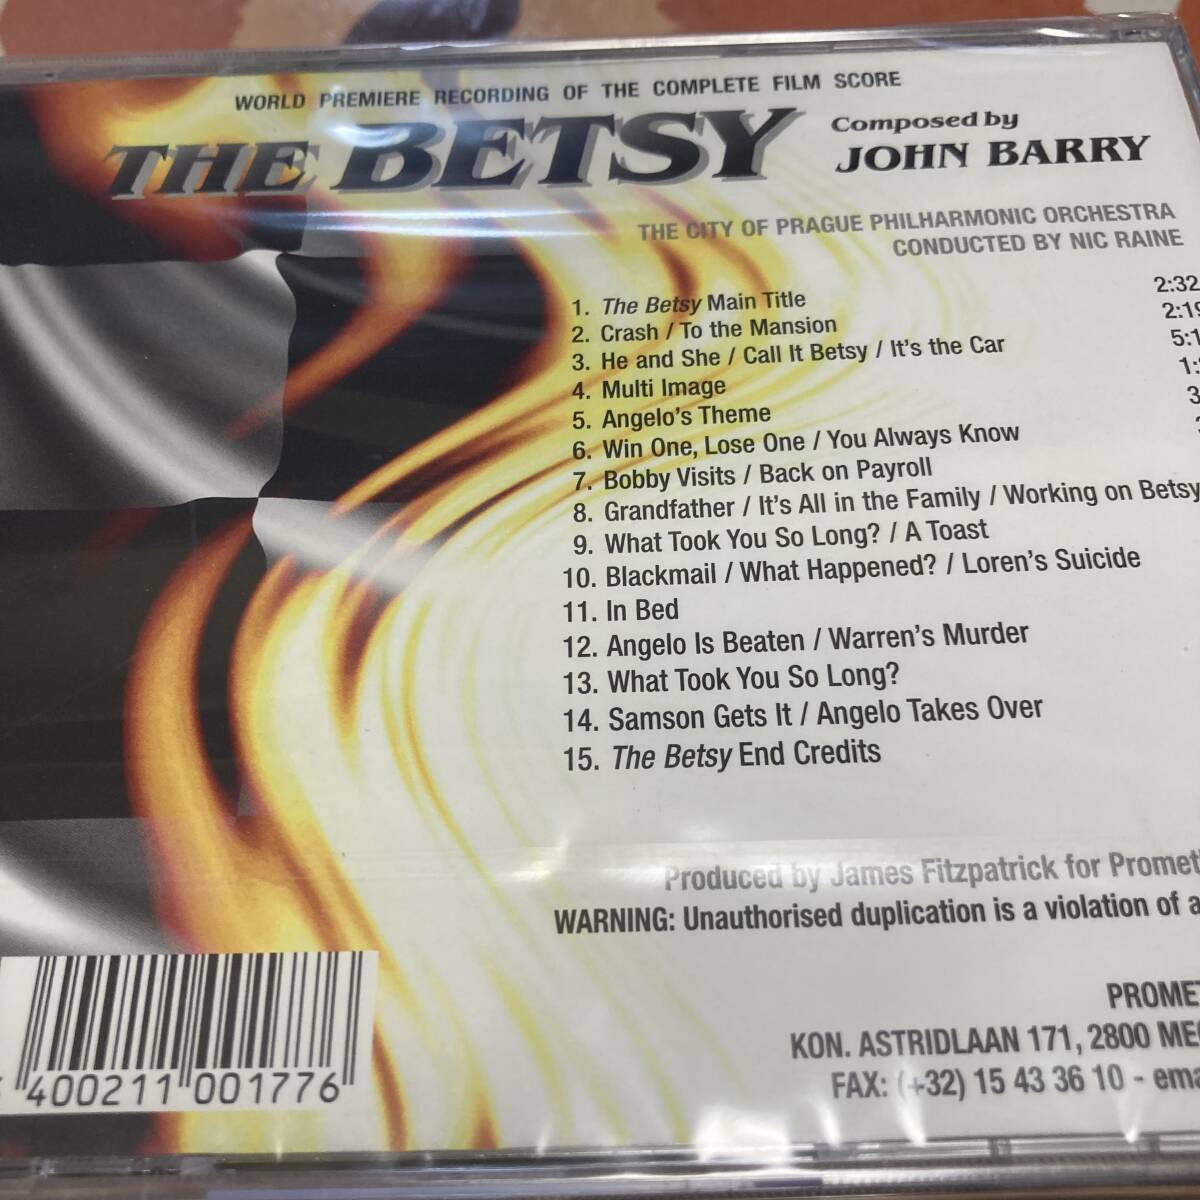 WORLD PREMIERE RECORDING OF THE COMPLETE FILM SCORE
THE BETSY
Composed by
JOHN BARRY
THE CITY OF PRAGUE PHILHARMONIC ORCHESTRA
CONDUCTED BY NIC RAINE
1. The Betsy Main Title 2:32
2. Crash / To the Mansion 2:19
3. He and She / Call It Betsy / It's the Car
4. Multi Image
5. Angelo's Theme
6. Win One, Lose One / You Always Know
7. Bobby Visits / Back on Payroll
8. Grandfather / It's All in the Family / Working on Betsy
9. What Took You So Long? / A Toast
10. Blackmail / What Happened? / Loren's Suicide
11. In Bed
12. Angelo Is Beaten / Warren's Murder
13. What Took You So Long?
14. Samson Gets It / Angelo Takes Over
15. The Betsy End Credits
Produced by James Fitzpatrick for
WARNING: Unauthorised duplication is a violation of
KON. ASTRIDLAAN 171, 2800
FAX: (+32) 15 43 36 10 -
400211 001776